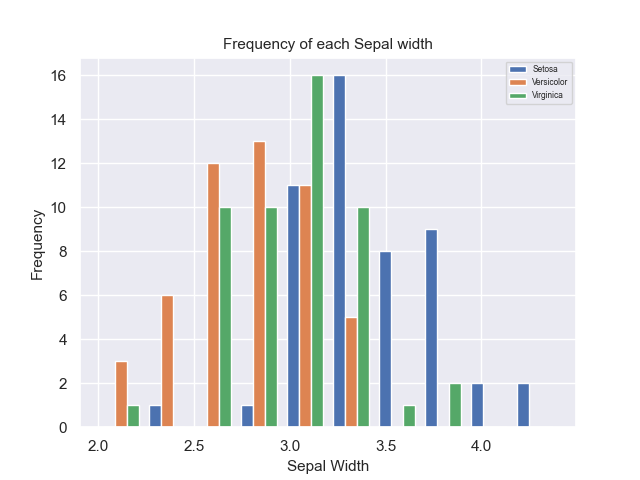 Frequency of each Sepal width
Setosa
Versicolor
Virginica
16
14
12
10
8
6
4
2
0
Frequency
2.0 2.5 3.0 3.5 4.0
Sepal Width